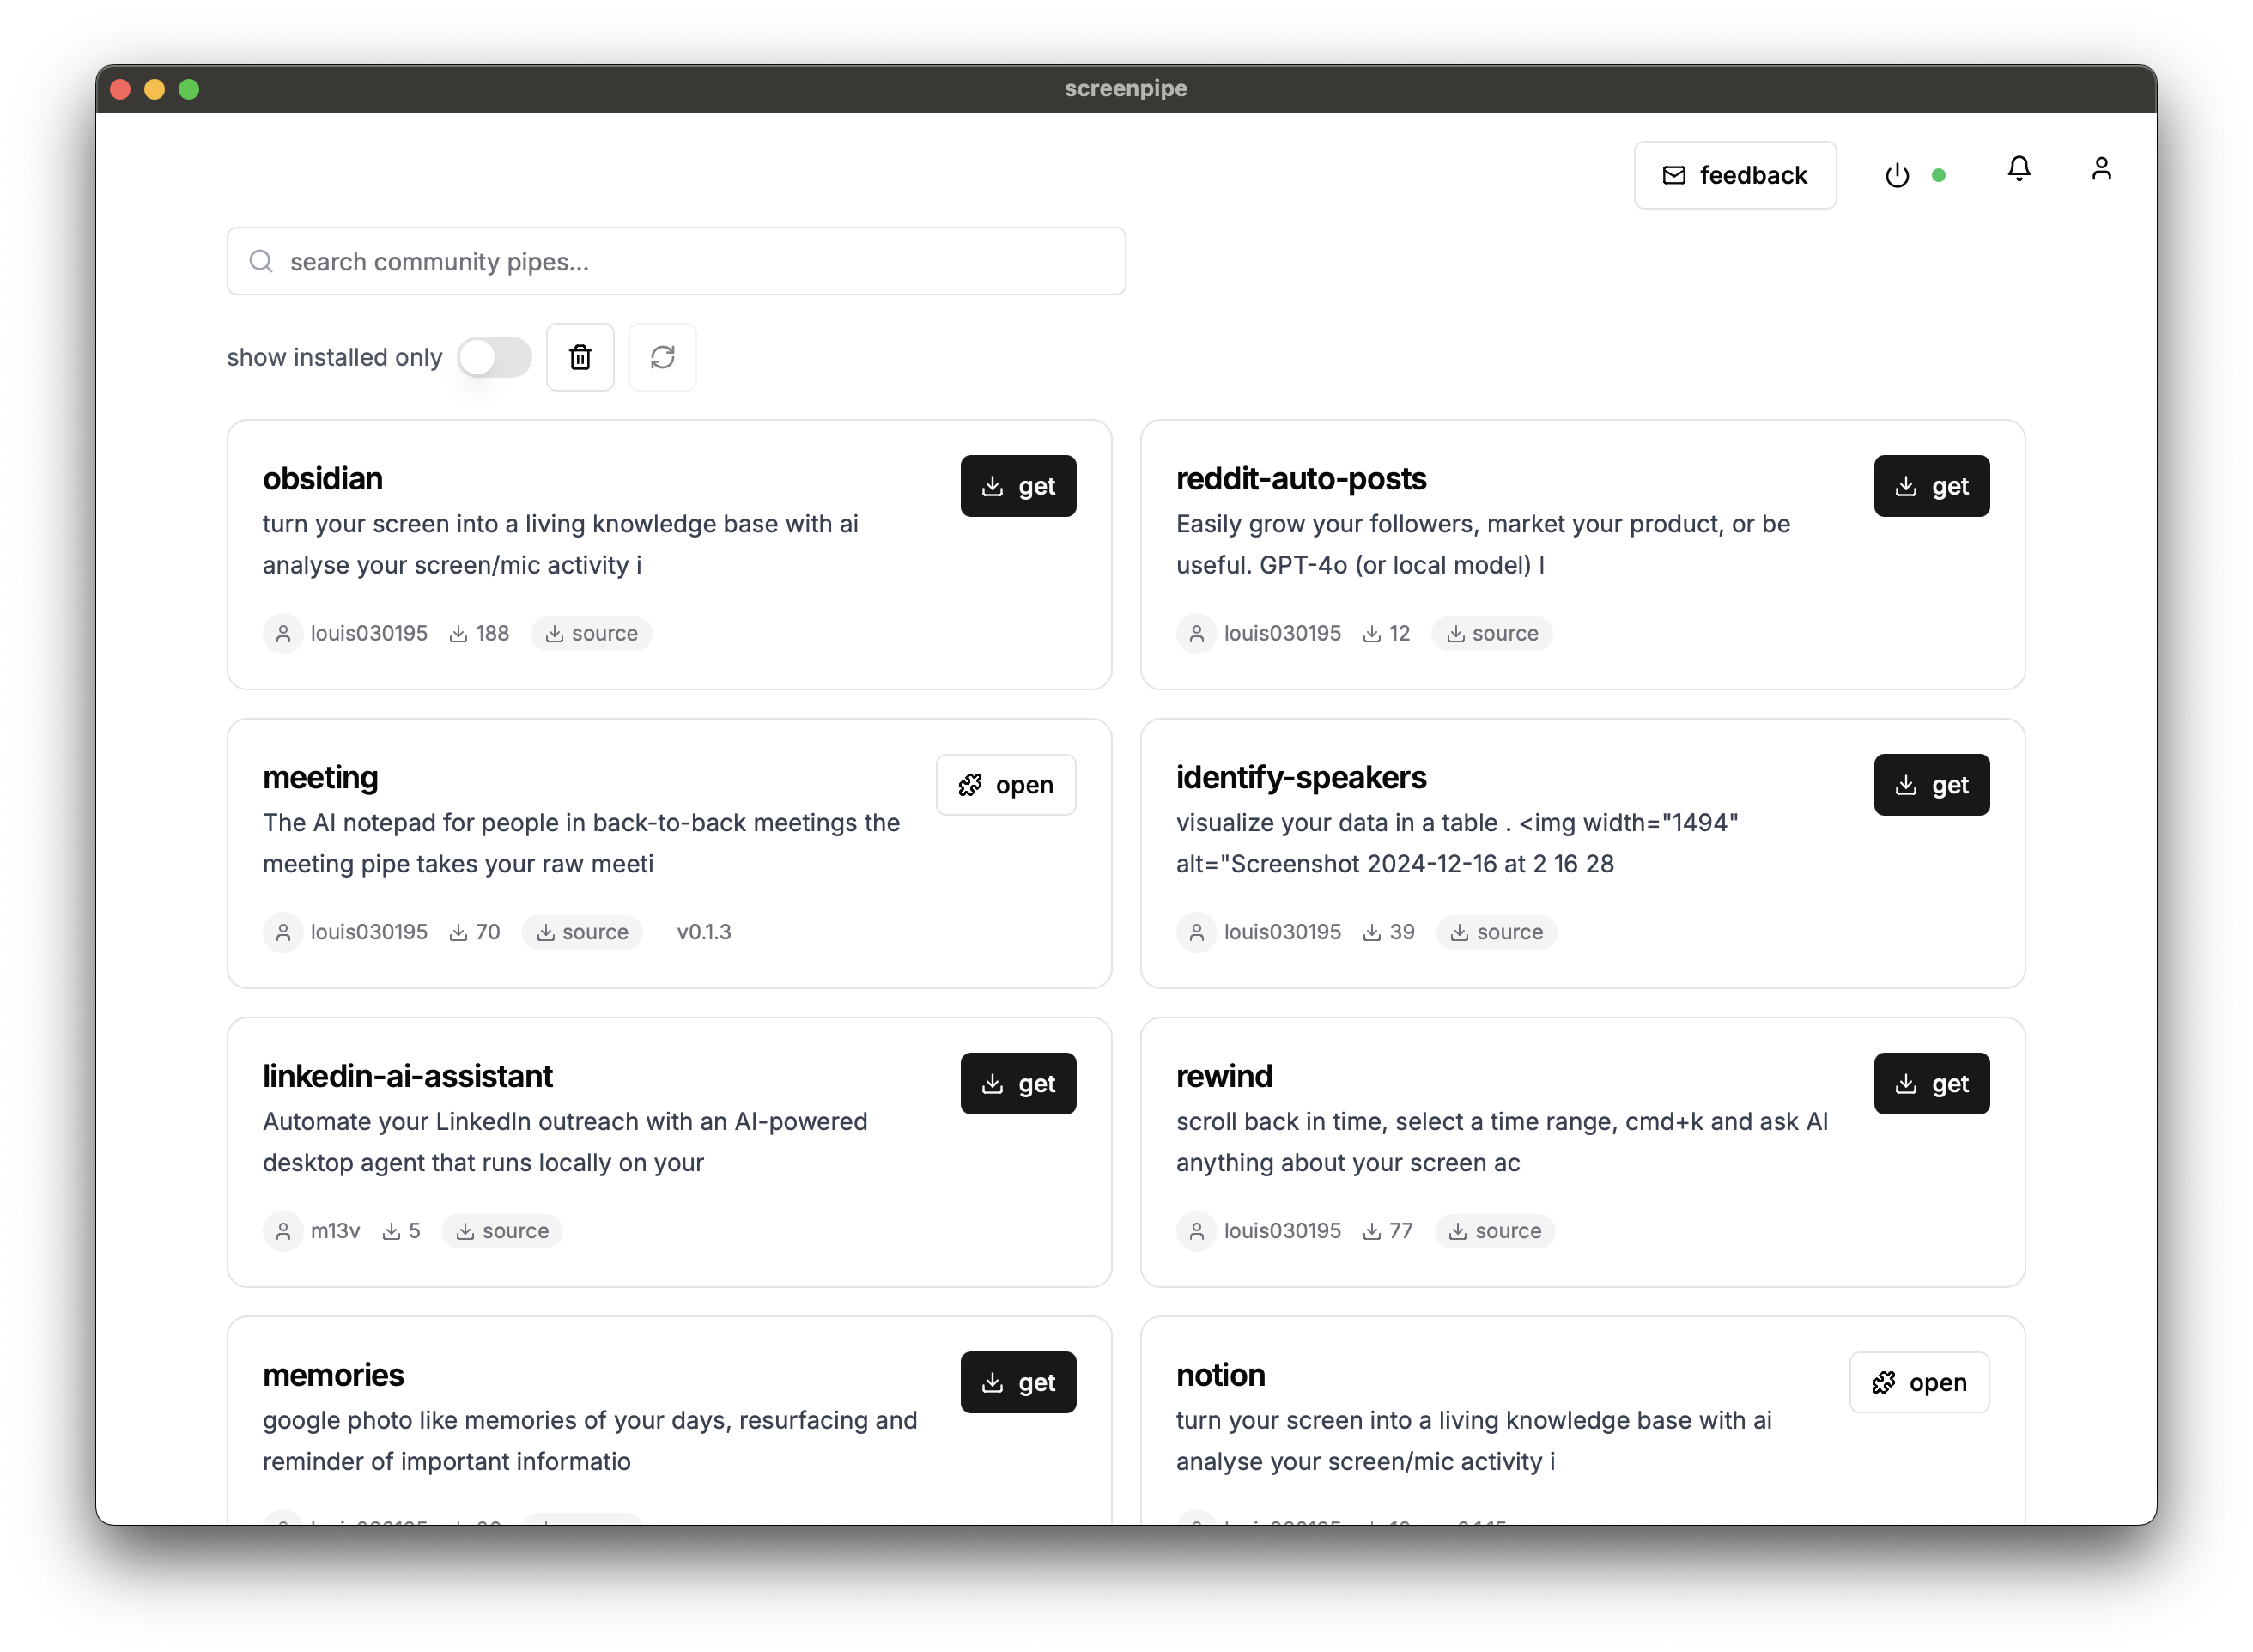 screenpipe
feedback
search community pipes...
show installed only
obsidian
get
turn your screen into a living knowledge base with ai
analyse your screen/mic activity i
louis030195 188 source
reddit-auto-posts
get
Easily grow your followers, market your product, or be
useful. GPT-4o (or local model) l
louis030195 12 source
meeting
open
The AI notepad for people in back-to-back meetings the
meeting pipe takes your raw meeti
louis030195 70 source v0.1.3
identify-speakers
get
visualize your data in a table . <img width="1494"
alt="Screenshot 2024-12-16 at 2 16 28
louis030195 39 source
linkedin-ai-assistant
get
Automate your LinkedIn outreach with an AI-powered
desktop agent that runs locally on your
m13v 5 source
rewind
get
scroll back in time, select a time range, cmd+k and ask AI
anything about your screen ac
louis030195 77 source
memories
get
google photo like memories of your days, resurfacing and
reminder of important informatio
notion
open
turn your screen into a living knowledge base with ai
analyse your screen/mic activity i